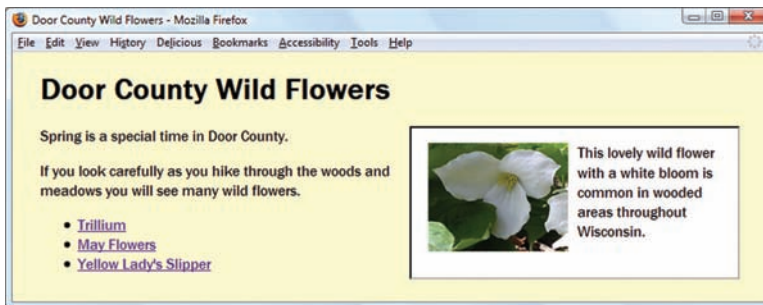 Door County Wild Flowers - Mozilla Firefox
File Edit View History Delicious Bookmarks Accessibility Tools Help
Door County Wild Flowers
Spring is a special time in Door County.
If you look carefully as you hike through the woods and
meadows you will see many wild flowers.
• Trillium
• May Flowers
• Yellow Lady's Slipper
This lovely wild flower
with a white bloom is
common in wooded
areas throughout
Wisconsin.